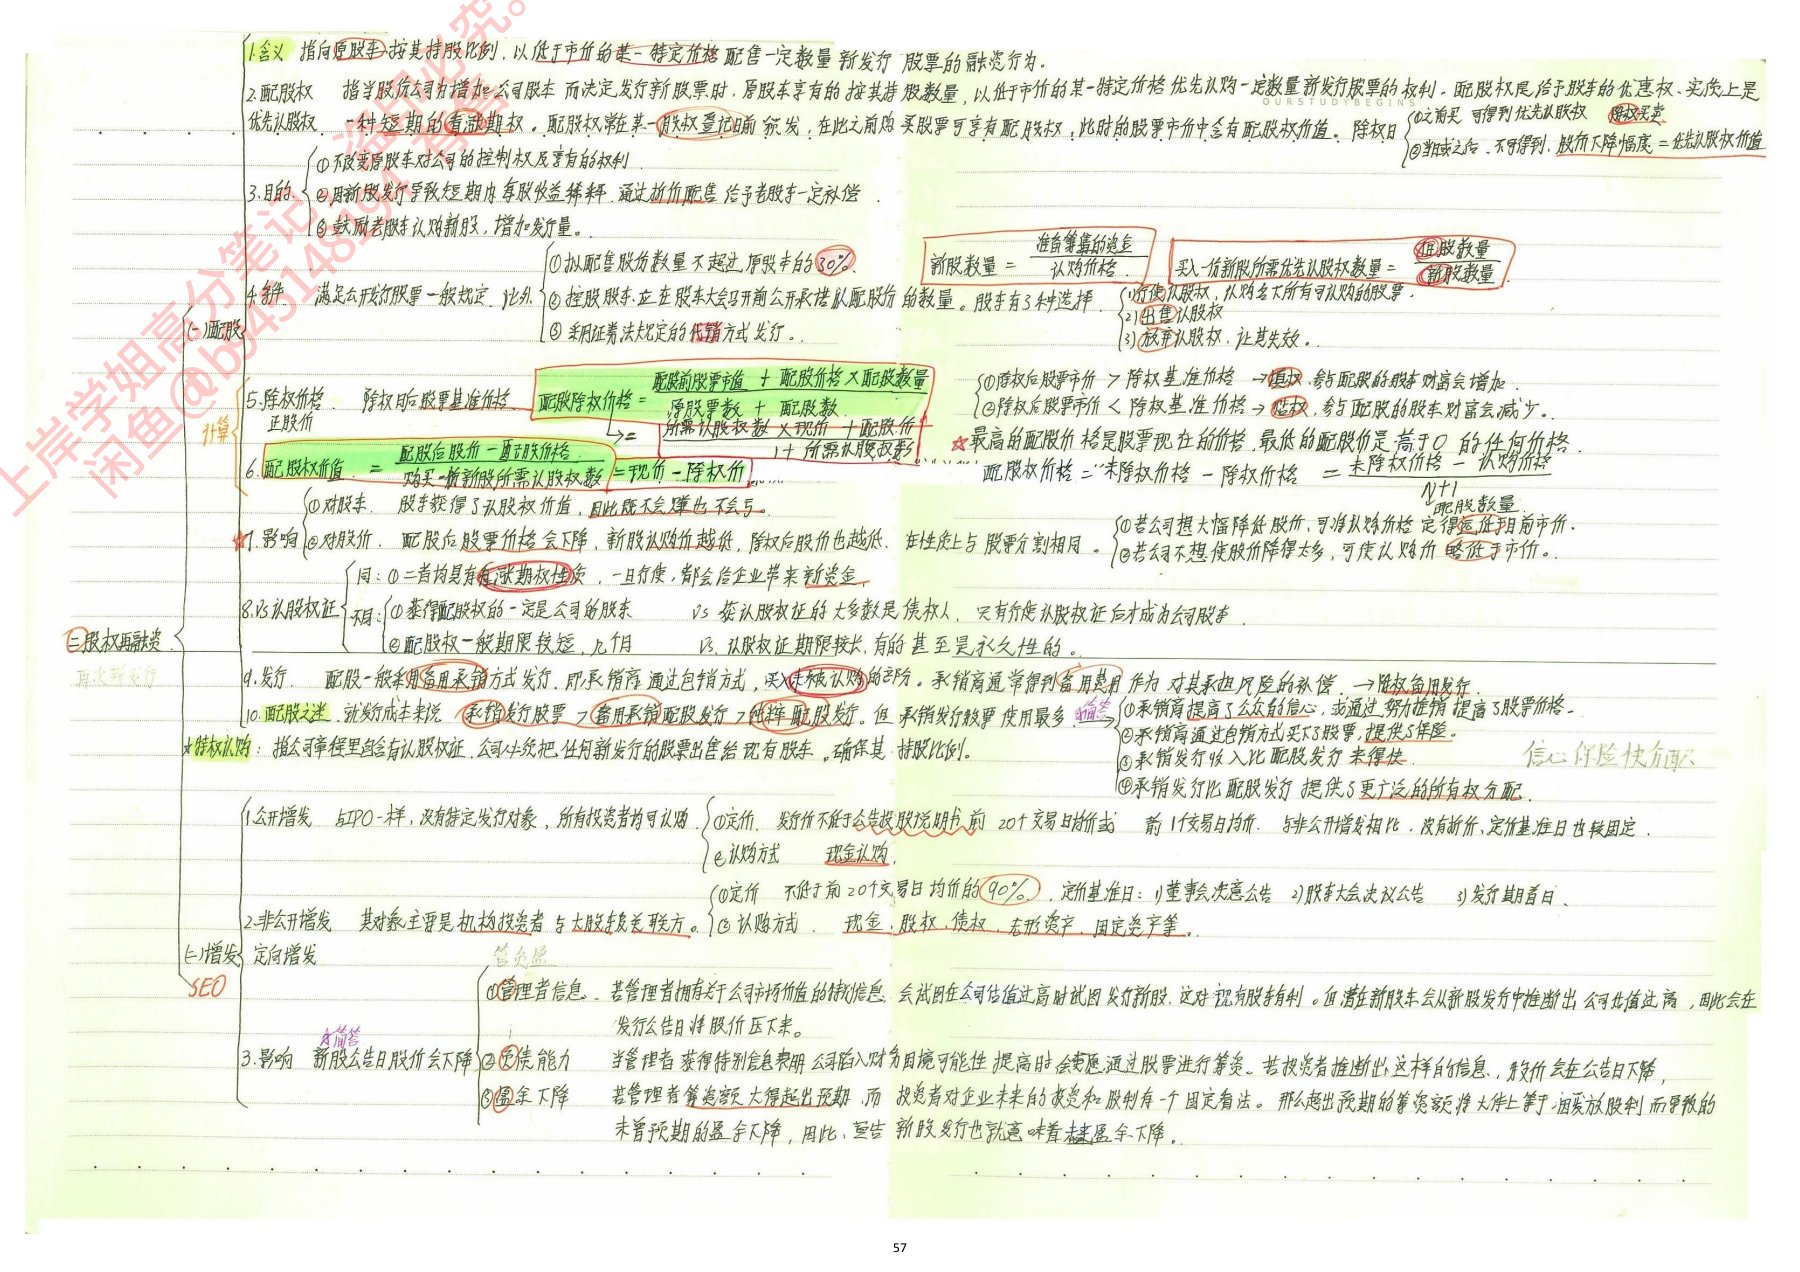 1.含义 指向原股东按其持股比例,以低于市价的某一特定价格配售一定数量新发行股票的融资行为.
2.配股权 指当股份公司为增加公司股本而决定发行新股票时,原股东享有的按其持股数量,以低于市价的某一特定价格优先认购一定数量新发行股票的权利.配股权是给予股东的优惠权、实质上是
OURSTUDYBEGINS
优先认股权 一种短期的看涨期权。配股权常在某一股权登记日前颁发,在此之前购买股票可享有配股权,此时的股票市价中含有配股权价值。除权日
①之前买 可得到优先认股权
②当日或之后,不可得到,股价下降幅度=优先认股权价值
3.目的
①不改变原股东对公司的控制权及享有的权利
②因新股发行导致短期内每股收益稀释,通过折价配售给予老股东一定补偿
③鼓励老股东认购新股,增加发行量。
4.条件 满足公开发行股票一般规定,此外
①拟配售股份数量不超过原股本的30%.
②控股股东应在股东大会召开前公开承诺认配股份的数量。股东有3种选择
③采用证券法规定的代销方式发行。
新股数量 = 准备筹集的资金 / 认购价格
买入一份新股所需优先认股权数量 = 旧股数量 / 新股数量
1)行使认股权,认购名下所有可认购的股票.
2)出售认股权
3)放弃认股权,让其失效。
(一)配股
计算
5.除权价格 除权日后股票基准价格 配股除权价格 = 配股前股票市值 + 配股价格×配股数量 / 原股票数 + 配股数
正股价
= 所需认股权数×现价+配股价 / 1+所需认股权数
①除权后股票市价>除权基准价格 →填权,参与配股的股东财富会增加.
②除权后股票市价<除权基准价格→贴权,参与配股的股东财富会减少。
☆最高的配股价格是股票现在的价格,最低的配股价是高于0的任何价格.
6.配股权价值 = 配股后股价-配股价格 / 购买一份新股所需认股权数 =现价-除权价
配股权价格=未除权价格-除权价格 = 未除权价格-认购价格 / N+1
配股数量
☆7.影响
①对股东. 股东获得了认股权价值,因此既不会赚也不会亏。
②对股价. 配股后股票价格会下降,新股认购价越低,除权后股价也越低.在性质上与股票分割相同。
①若公司想大幅降低股价,可将认购价格定得远低于目前市价.
②若公司不想使股价降得太多,可使认购价略低于市价。
8.VS认股权证
同:①二者均具有看涨期权性质,一旦行使,都会给企业带来新资金
不同:①获得配股权的一定是公司的股东 VS 获认股权证的大多数是债权人,只有行使认股权证后才成为公司股东
②配股权一般期限较短,几个月 VS.认股权证期限较长,有的甚至是永久性的。
三股权再融资
再次新发行
9.发行 配股一般采用备用承销方式发行,即承销商通过包销方式,买入未被认购的部分。承销商通常得到备用费用作为对其承担风险的补偿.
10.配股之迷 就发行成本来说 承销发行股票>备用承销配股发行>纯粹配股发行。但承销发行股票使用最多.
简答
①承销商提高了公众的信心,或通过努力推销提高了股票价格.
②承销商通过包销方式买下了股票,提供了保险。
③承销发行收入比配股发行来得快.
④承销发行比配股发行提供了更广泛的所有权分配.
信心保险快分配
☆特权认购:指公司章程里包含有认股权证,公司必须把任何新发行的股票出售给现有股东。确保其持股比例。
1.公开增发 与IPO一样,没有特定发行对象,所有投资者均可认购
①定价. 发行价不低于公告招股说明书前20个交易日均价或 前1个交易日均价. 与非公开增发相比,没有折价、定价基准日也较固定.
②认购方式 现金认购.
2.非公开增发 其对象主要是机构投资者与大股东及关联方。
①定价 不低于前20个交易日均价的90%,定价基准日:1)董事会决议公告 2)股东大会决议公告 3)发行期首日.
②认购方式. 现金、股权、债权、无形资产、固定资产等。
(二)增发 定向增发
SEO
管负盈
①管理者信息. 若管理者拥有关于公司市场价值的特别信息,会试图在公司估值过高时试图发行新股.这对现有股东有利。但潜在新股东会从新股发行中推断出公司估值过高,因此会在
发行公告日将股价压下来。
☆简答
3.影响 新股公告日股价会下降
②负债能力 当管理者获得特别信息表明公司陷入财务困境可能性提高时会更愿通过股票进行筹资。若投资者推断出这样的信息,股价会在公告日下降,
③盈余下降 若管理者筹资额大得超出预期,而投资者对企业未来的投资和股利有一个固定看法。那么超出预期的筹资额将大体上等于因发放股利而导致的
未曾预期的盈余下降,因此,宣告新股发行也就意味着未来盈余下降。
上岸学姐高分笔记,盗印必究。
闲鱼@by43148194有售
57